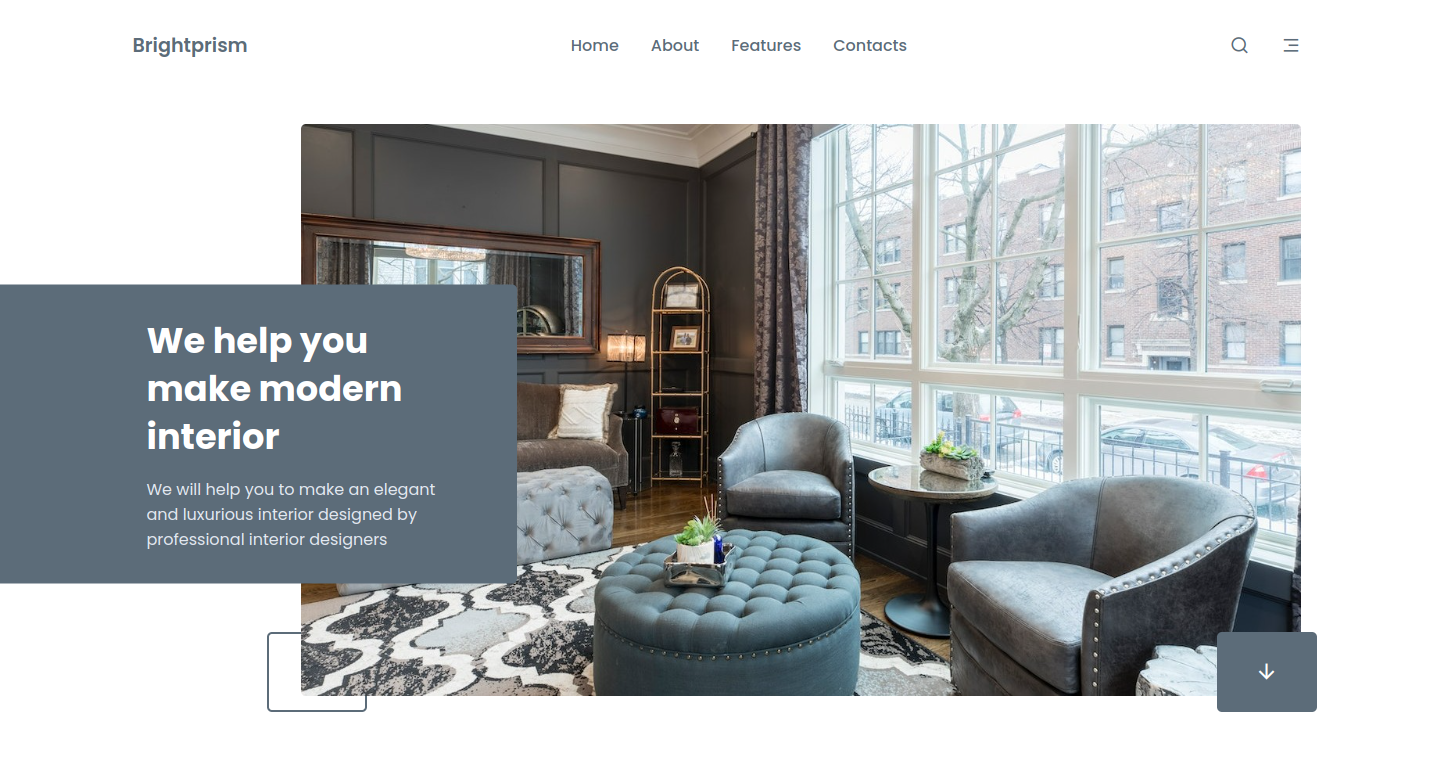 Brightprism
Home About Features Contacts
We help you
make modern
interior
We will help you to make an elegant
and luxurious interior designed by
professional interior designers